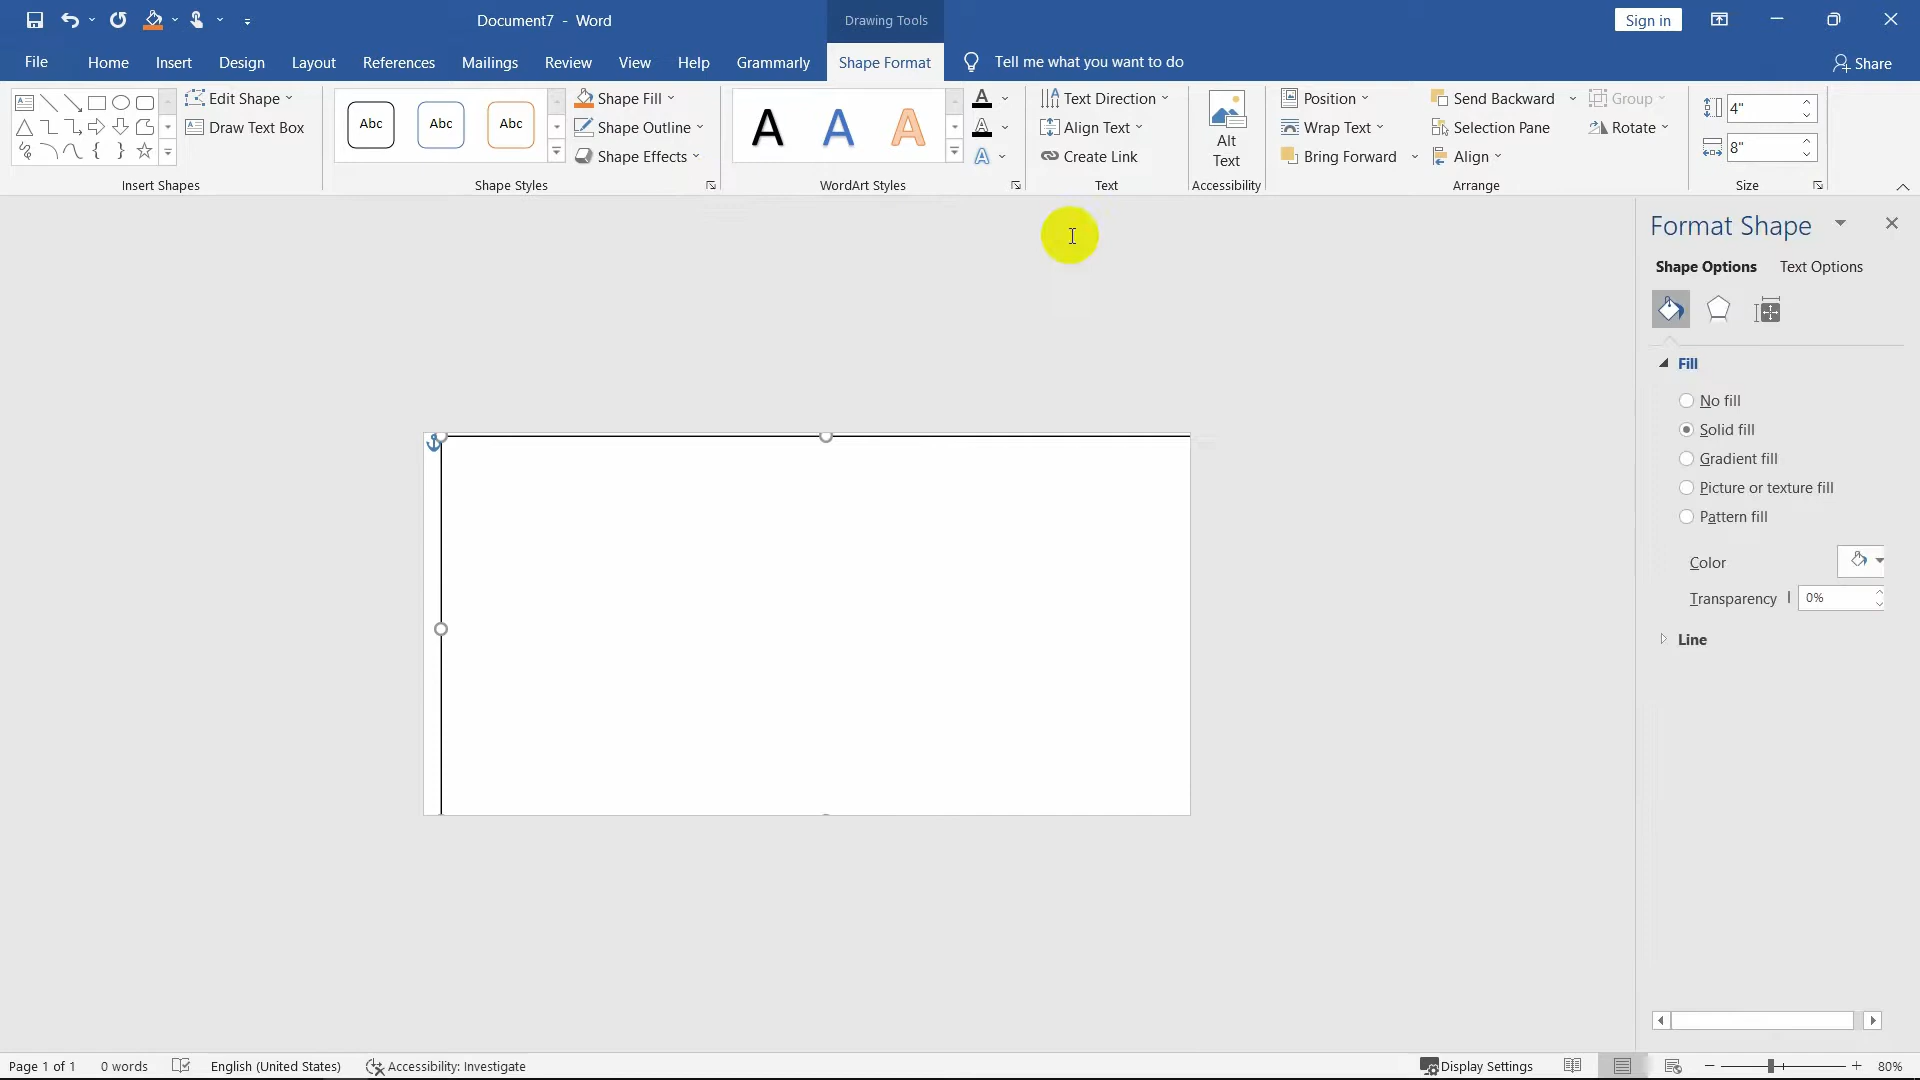 Document7 - Word
Drawing Tools
Sign in
File
Home
Insert
Design
Layout
References
Mailings
Review
View
Help
Grammarly
Shape Format
Tell me what you want to do
Share
Edit Shape
Draw Text Box
Insert Shapes
Abc
Abc
Abc
Shape Fill
Shape Outline
Shape Effects
Shape Styles
A
A
A
A
A
A
WordArt Styles
Text Direction
Align Text
Create Link
Text
Alt
Text
Accessibility
Position
Wrap Text
Bring Forward
Send Backward
Selection Pane
Align
Group
Rotate
Arrange
4"
8"
Size
Format Shape
Shape Options
Text Options
Fill
No fill
Solid fill
Gradient fill
Picture or texture fill
Pattern fill
Color
Transparency
0%
Line
Page 1 of 1
0 words
English (United States)
Accessibility: Investigate
Display Settings
80%